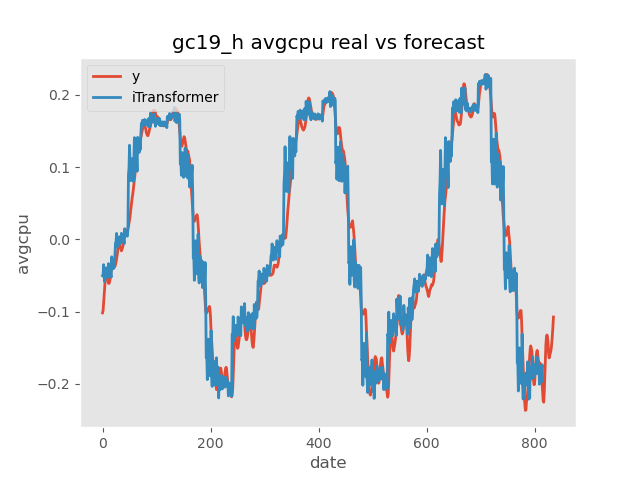 gc19_h avgcpu real vs forecast
y
iTransformer
0.2
0.1
0.0
−0.1
−0.2
avgcpu
0 200 400 600 800
date